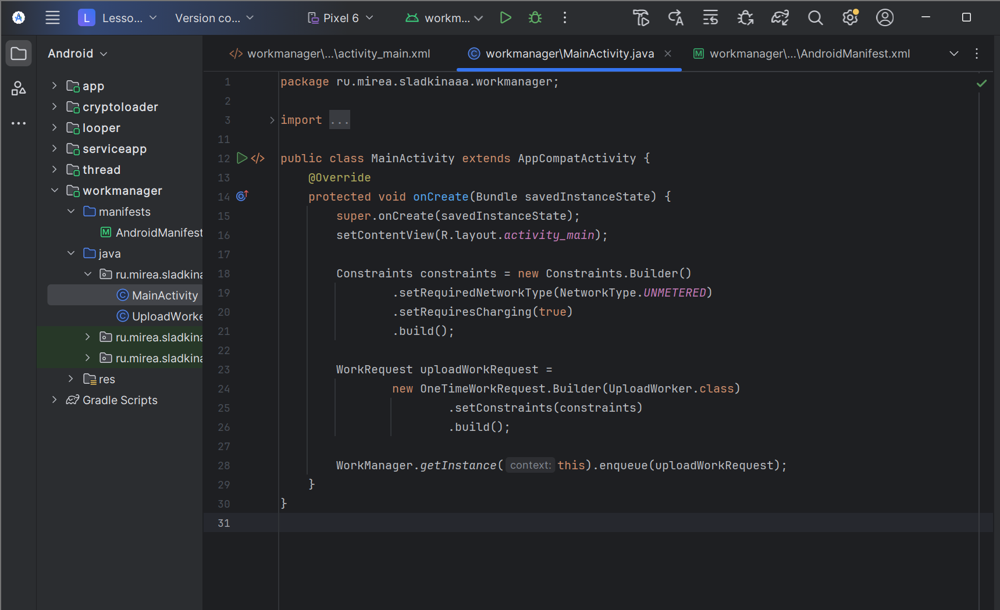 L Lesso... Version co... Pixel 6 workm...
Android
app
cryptoloader
looper
serviceapp
thread
workmanager
manifests
M AndroidManifest
java
ru.mirea.sladkina
C MainActivity
C UploadWorke
ru.mirea.sladkina
ru.mirea.sladkina
res
Gradle Scripts
</> workmanager\...\activity_main.xml C workmanager\MainActivity.java M workmanager\...\AndroidManifest.xml
1 package ru.mirea.sladkinaaa.workmanager;
2
3 import ...
11
12 </> public class MainActivity extends AppCompatActivity {
13 @Override
14 protected void onCreate(Bundle savedInstanceState) {
15 super.onCreate(savedInstanceState);
16 setContentView(R.layout.activity_main);
17
18 Constraints constraints = new Constraints.Builder()
19 .setRequiredNetworkType(NetworkType.UNMETERED)
20 .setRequiresCharging(true)
21 .build();
22
23 WorkRequest uploadWorkRequest =
24 new OneTimeWorkRequest.Builder(UploadWorker.class)
25 .setConstraints(constraints)
26 .build();
27
28 WorkManager.getInstance( context: this).enqueue(uploadWorkRequest);
29 }
30 }
31